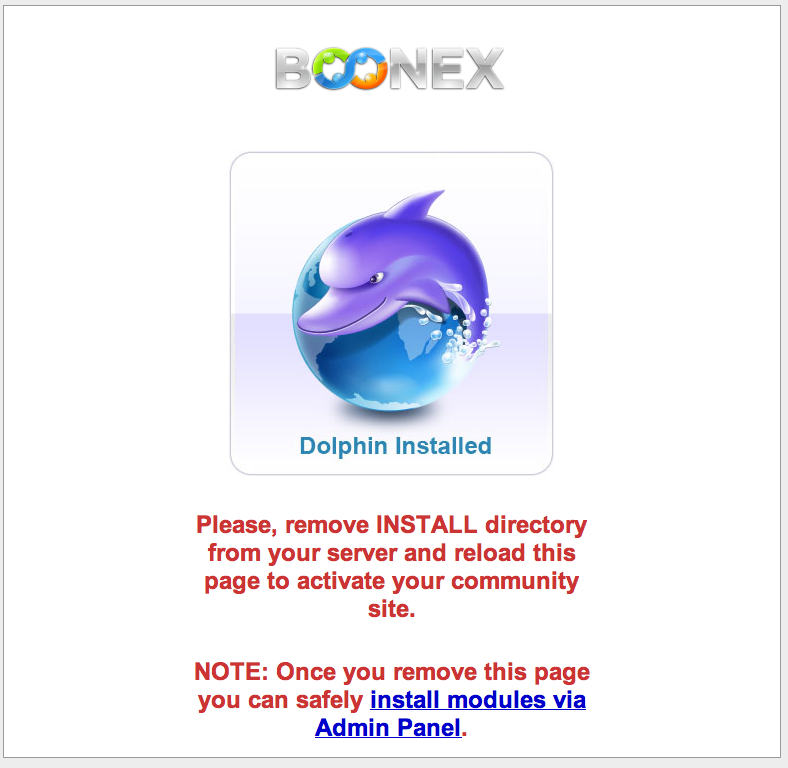 BOONEX
Dolphin Installed
Please, remove INSTALL directory
from your server and reload this
page to activate your community
site.
NOTE: Once you remove this page
you can safely install modules via
Admin Panel.